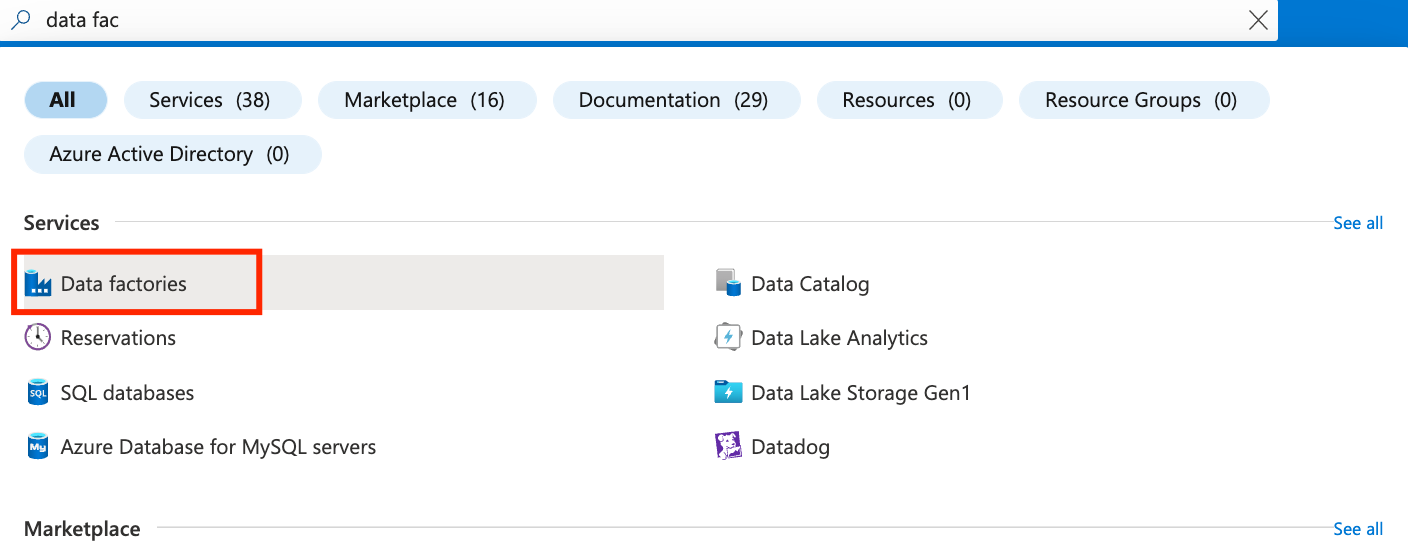 data fac
All Services (38) Marketplace (16) Documentation (29) Resources (0) Resource Groups (0)
Azure Active Directory (0)
Services See all
Data factories Data Catalog
Reservations Data Lake Analytics
SQL SQL databases Data Lake Storage Gen1
My Azure Database for MySQL servers Datadog
Marketplace See all